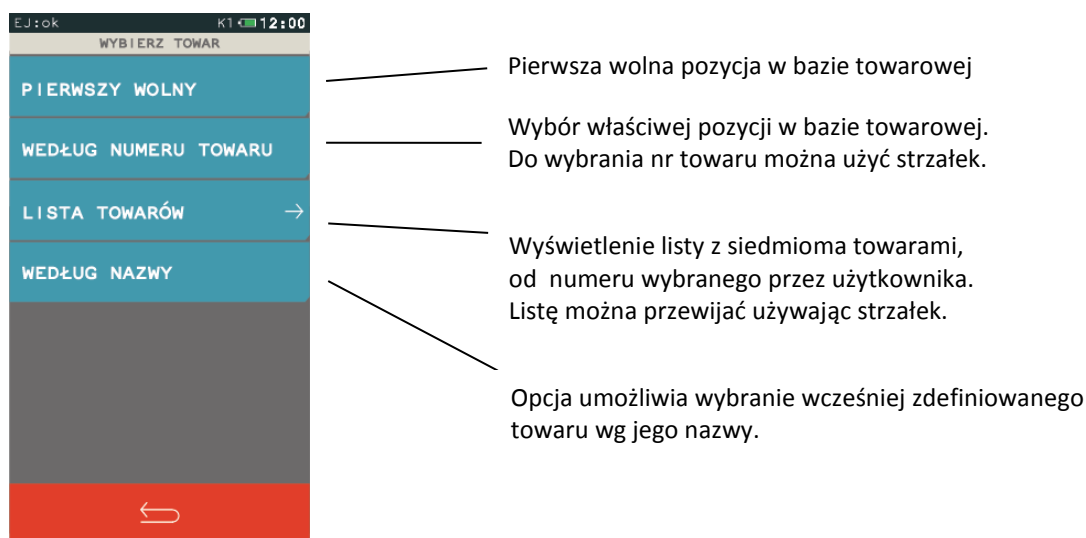 EJ:ok K1 12:00
WYBIERZ TOWAR
PIERWSZY WOLNY
Pierwsza wolna pozycja w bazie towarowej
WEDŁUG NUMERU TOWARU
Wybór właściwej pozycji w bazie towarowej.
Do wybrania nr towaru można użyć strzałek.
LISTA TOWARÓW →
Wyświetlenie listy z siedmioma towarami,
od numeru wybranego przez użytkownika.
Listę można przewijać używając strzałek.
WEDŁUG NAZWY
Opcja umożliwia wybranie wcześniej zdefiniowanego
towaru wg jego nazwy.